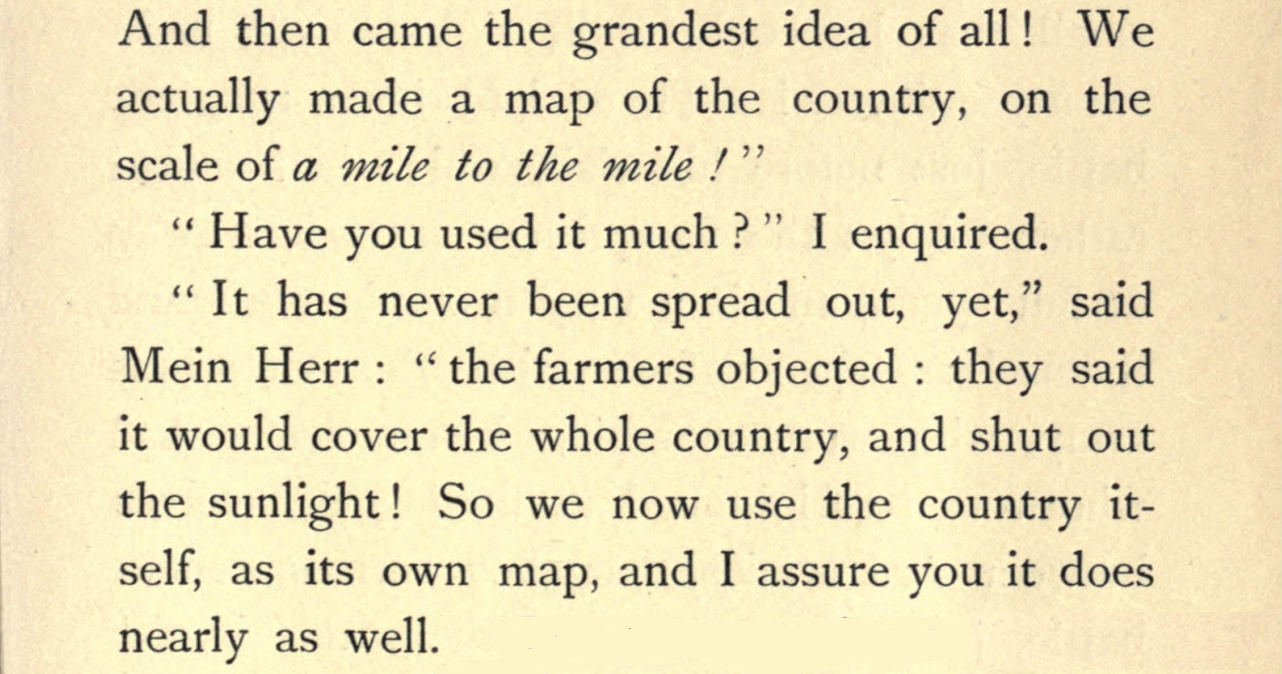 And then came the grandest idea of all! We
actually made a map of the country, on the
scale of a mile to the mile!”
“Have you used it much?” I enquired.
“It has never been spread out, yet,” said
Mein Herr: “the farmers objected: they said
it would cover the whole country, and shut out
the sunlight! So we now use the country it-
self, as its own map, and I assure you it does
nearly as well.